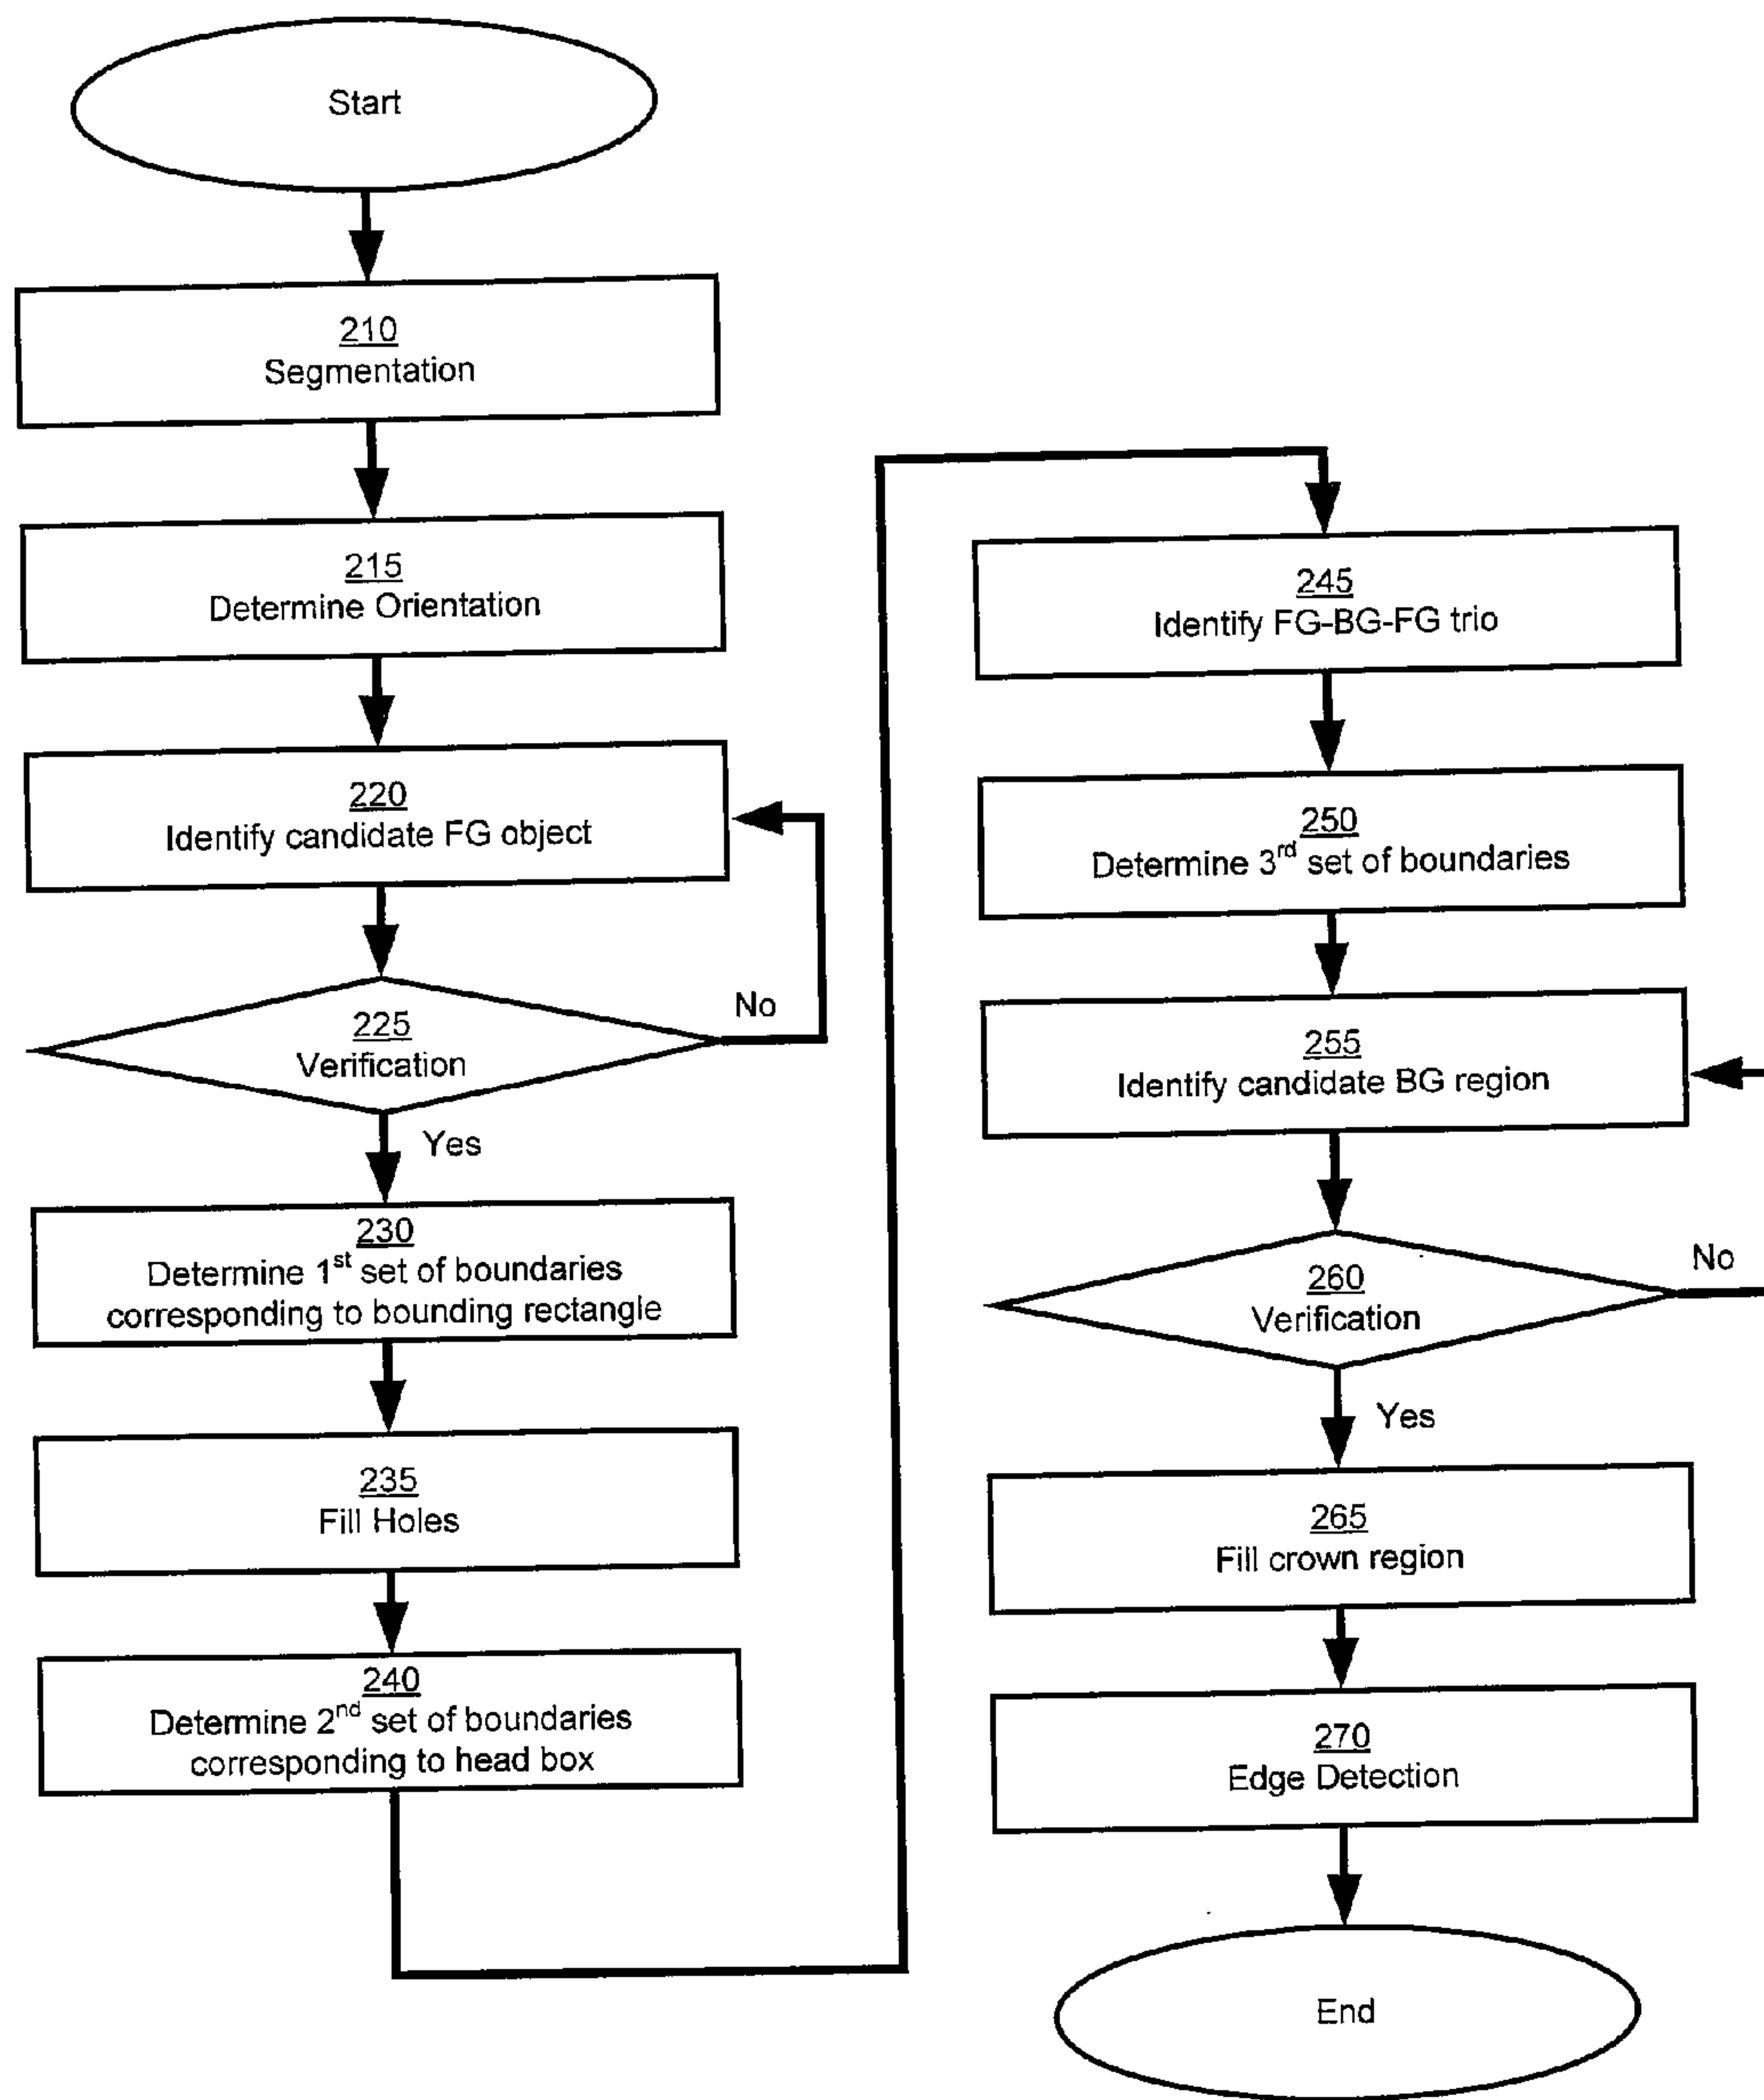 Start
210
Segmentation
215
Determine Orientation
220
Identify candidate FG object
No
225
Verification
Yes
230
Determine 1st set of boundaries
corresponding to bounding rectangle
235
Fill Holes
240
Determine 2nd set of boundaries
corresponding to head box
245
Identify FG-BG-FG trio
250
Determine 3rd set of boundaries
255
Identify candidate BG region
No
260
Verification
Yes
265
Fill crown region
270
Edge Detection
End